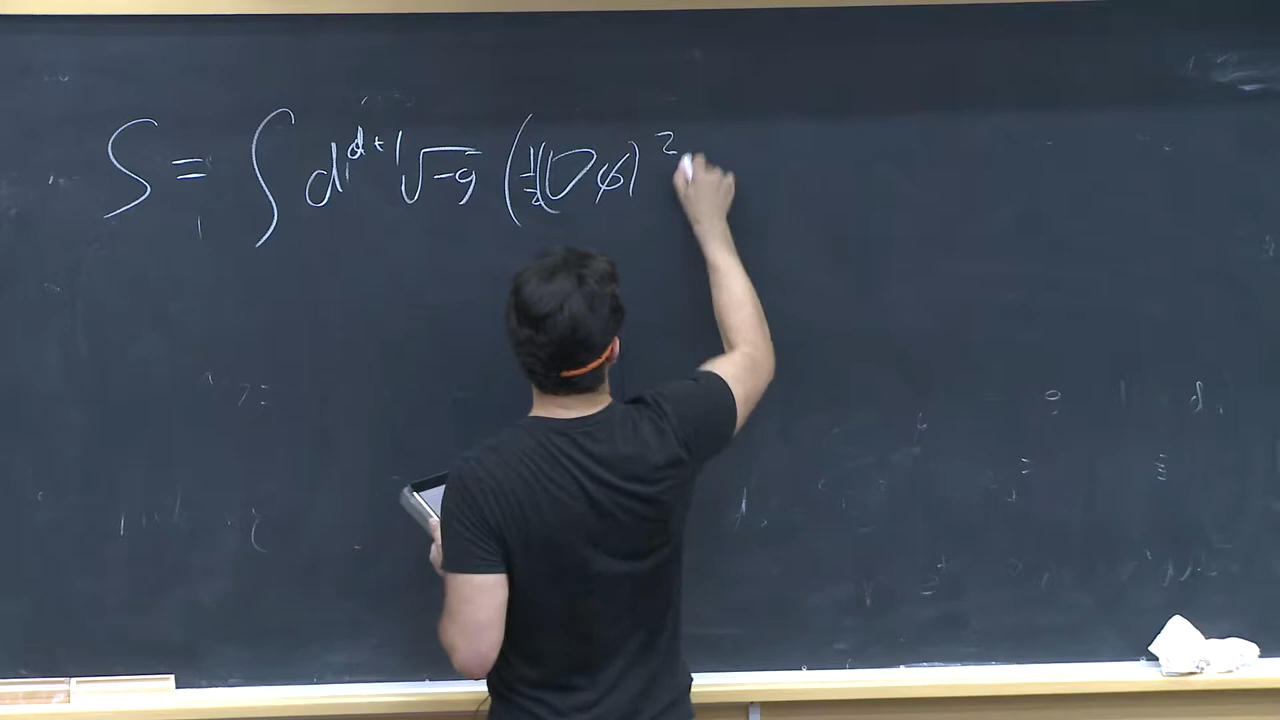 S = ∫ d^{d+1} √-g (½(∇φ)²